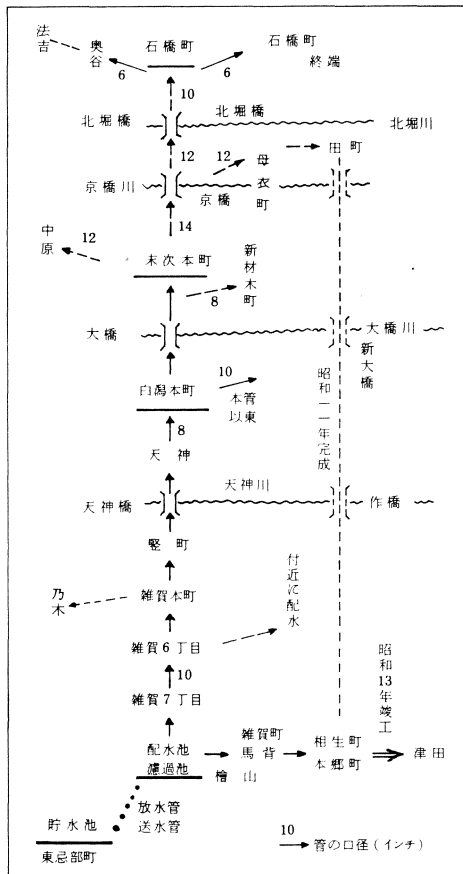 法吉
奥谷
6
石橋町
6
石橋町
終端
10
北堀橋
北堀橋
北堀川
12
12
母衣町
田町
京橋川
京橋
14
中原
12
末次本町
新材木町
8
大橋
大橋川
新大橋
白潟本町
10
本管
以東
8
天神
昭和一一年完成
天神橋
天神川
作橋
竪町
乃木
雑賀本町
付近に配水
雑賀6丁目
10
雑賀7丁目
昭和13年竣工
配水池
濾過池
雑賀町
馬背
檜山
相生町
本郷町
津田
放水管
送水管
貯水池
東忌部町
10
管の口径(インチ)